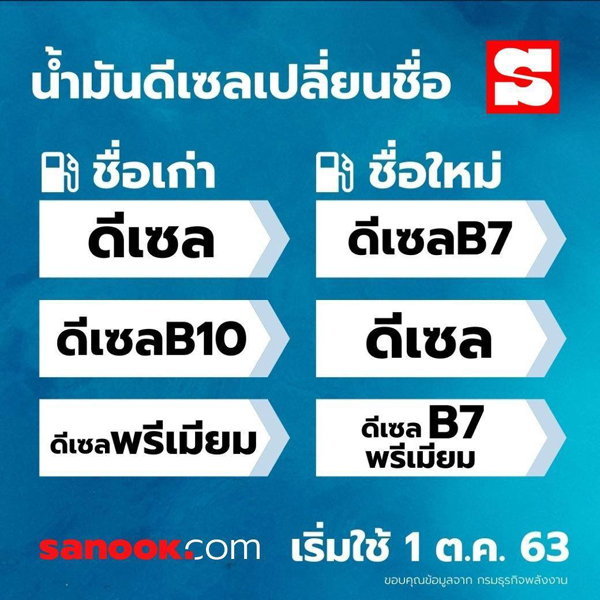 น้ำมันดีเซลเปลี่ยนชื่อ
S
ชื่อเก่า
ชื่อใหม่
ดีเซล
ดีเซลB7
ดีเซลB10
ดีเซล
ดีเซลพรีเมียม
ดีเซล B7
พรีเมียม
sanook.com
เริ่มใช้ 1 ต.ค. 63
ขอบคุณข้อมูลจาก กรมธุรกิจพลังงาน